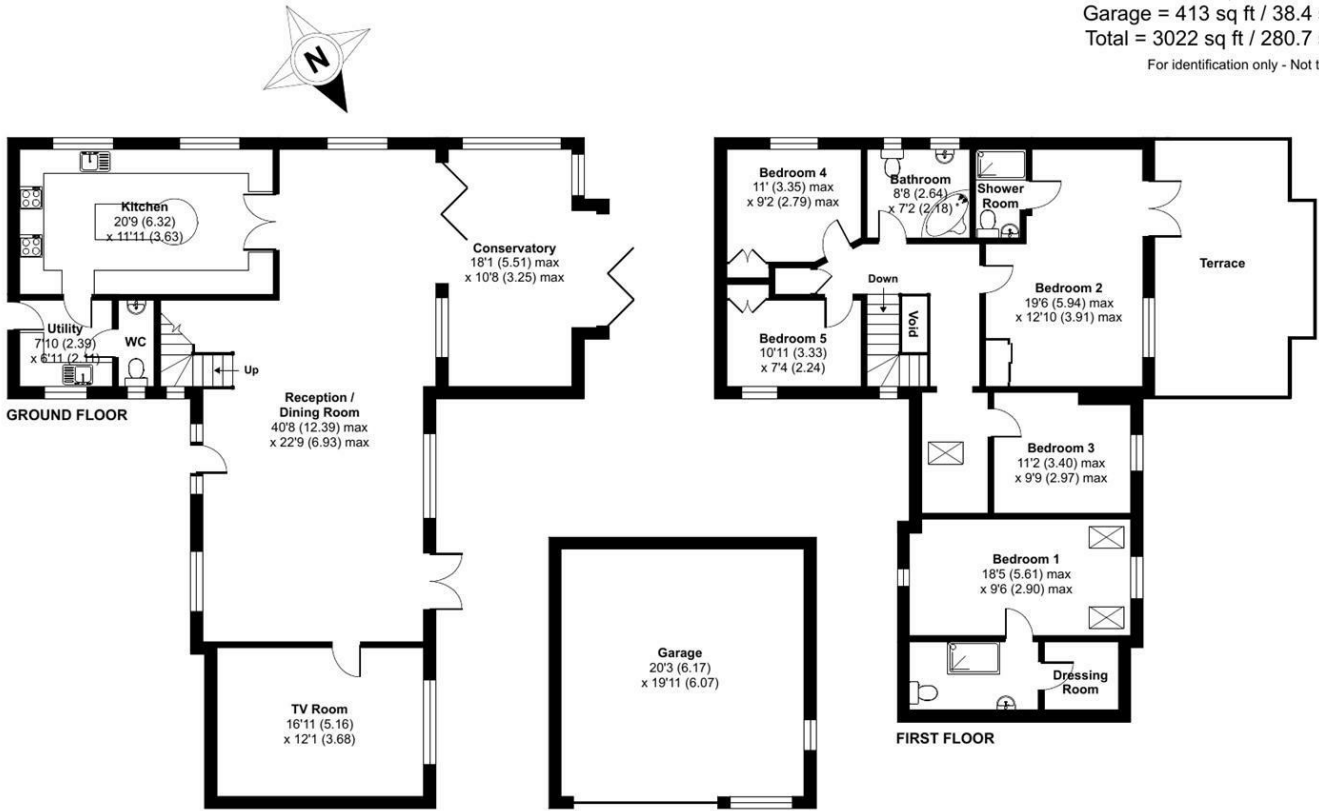 Garage = 413 sq ft / 38.4
Total = 3022 sq ft / 280.7
For identification only - Not
N
Kitchen
20'9 (6.32)
x 11'11 (3.63)
Utility
7'10 (2.39)
x 6'11 (2.11)
WC
Up
GROUND FLOOR
Reception /
Dining Room
40'8 (12.39) max
x 22'9 (6.93) max
Conservatory
18'1 (5.51) max
x 10'8 (3.25) max
TV Room
16'11 (5.16)
x 12'1 (3.68)
Garage
20'3 (6.17)
x 19'11 (6.07)
Bedroom 4
11' (3.35) max
x 9'2 (2.79) max
Bathroom
8'8 (2.64)
x 7'2 (2.18)
Shower
Room
Down
Void
Bedroom 2
19'6 (5.94) max
x 12'10 (3.91) max
Terrace
Bedroom 5
10'11 (3.33)
x 7'4 (2.24)
Bedroom 3
11'2 (3.40) max
x 9'9 (2.97) max
Bedroom 1
18'5 (5.61) max
x 9'6 (2.90) max
Dressing
Room
FIRST FLOOR